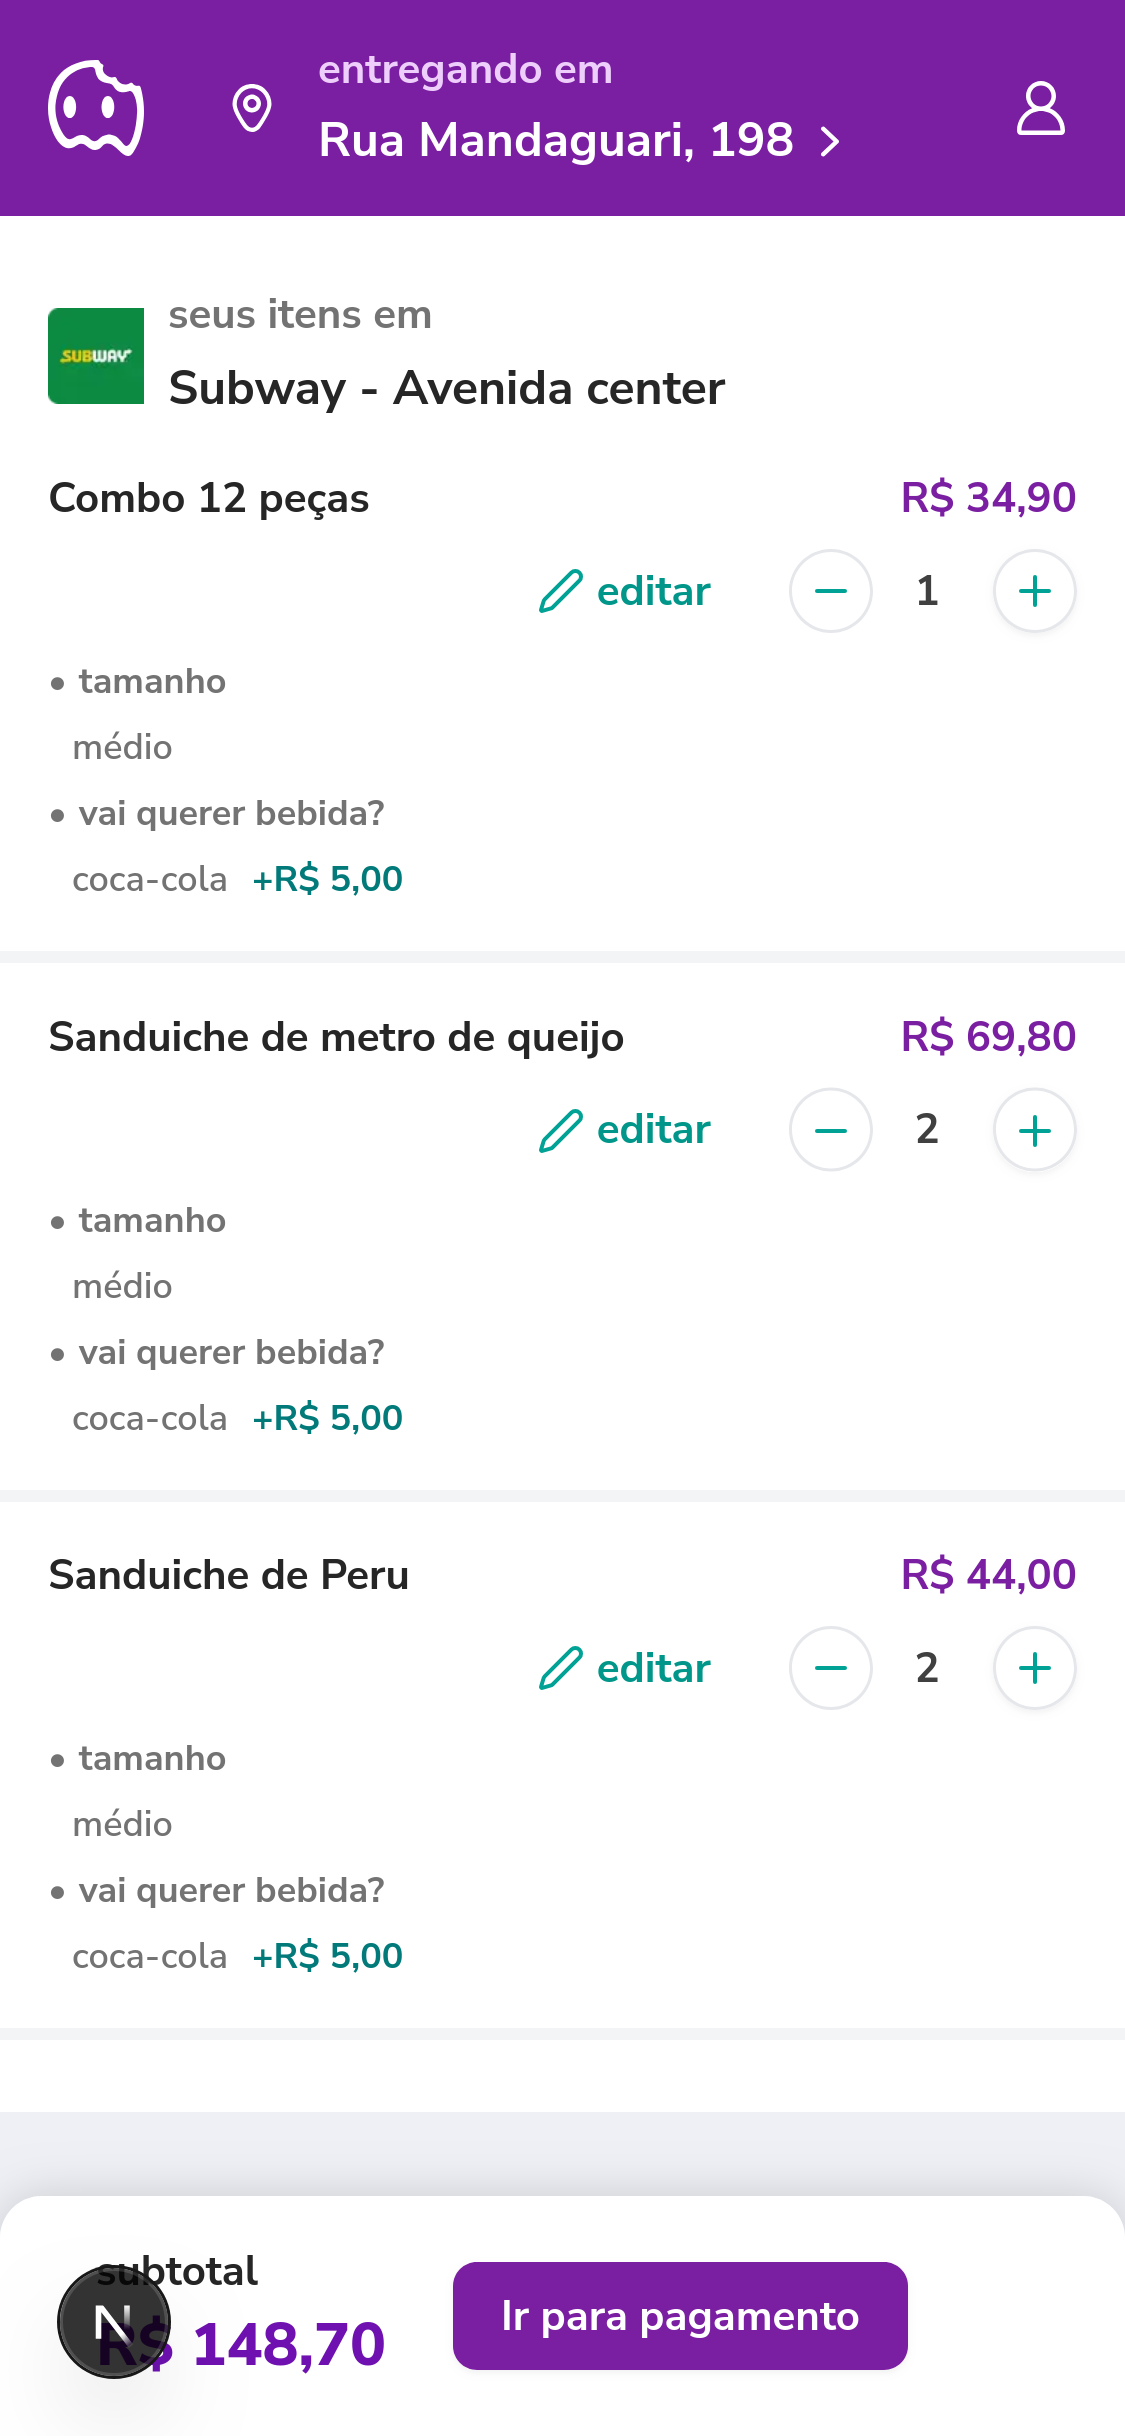 entregando em
Rua Mandaguari, 198
seus itens em
SUBWAY
Subway - Avenida center
Combo 12 peças R$ 34,90
editar 1
• tamanho
médio
• vai querer bebida?
coca-cola +R$ 5,00
Sanduiche de metro de queijo R$ 69,80
editar 2
• tamanho
médio
• vai querer bebida?
coca-cola +R$ 5,00
Sanduiche de Peru R$ 44,00
editar 2
• tamanho
médio
• vai querer bebida?
coca-cola +R$ 5,00
subtotal
R$ 148,70
N
Ir para pagamento